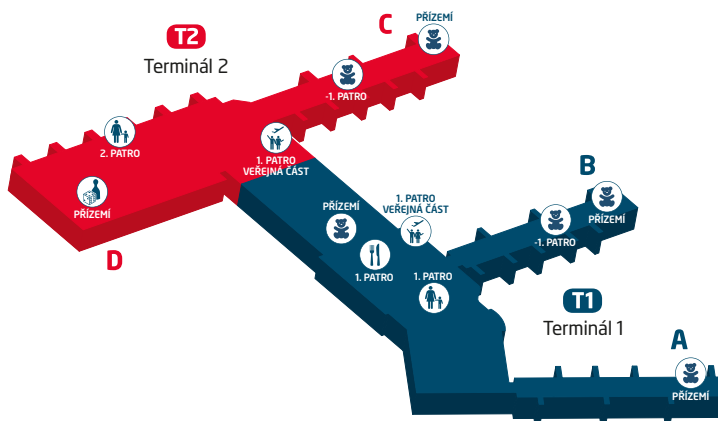 T2
Terminál 2
C
PŘÍZEMÍ
-1. PATRO
2. PATRO
1. PATRO
VEŘEJNÁ ČÁST
PŘÍZEMÍ
D
PŘÍZEMÍ
1. PATRO
VEŘEJNÁ ČÁST
1. PATRO
1. PATRO
B
PŘÍZEMÍ
-1. PATRO
T1
Terminál 1
A
PŘÍZEMÍ